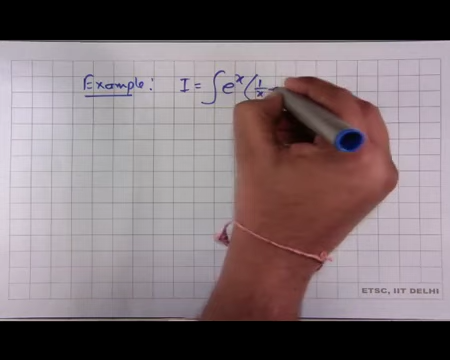 Example: I = ∫ e^x (1/x -
ETSC, IIT DELHI